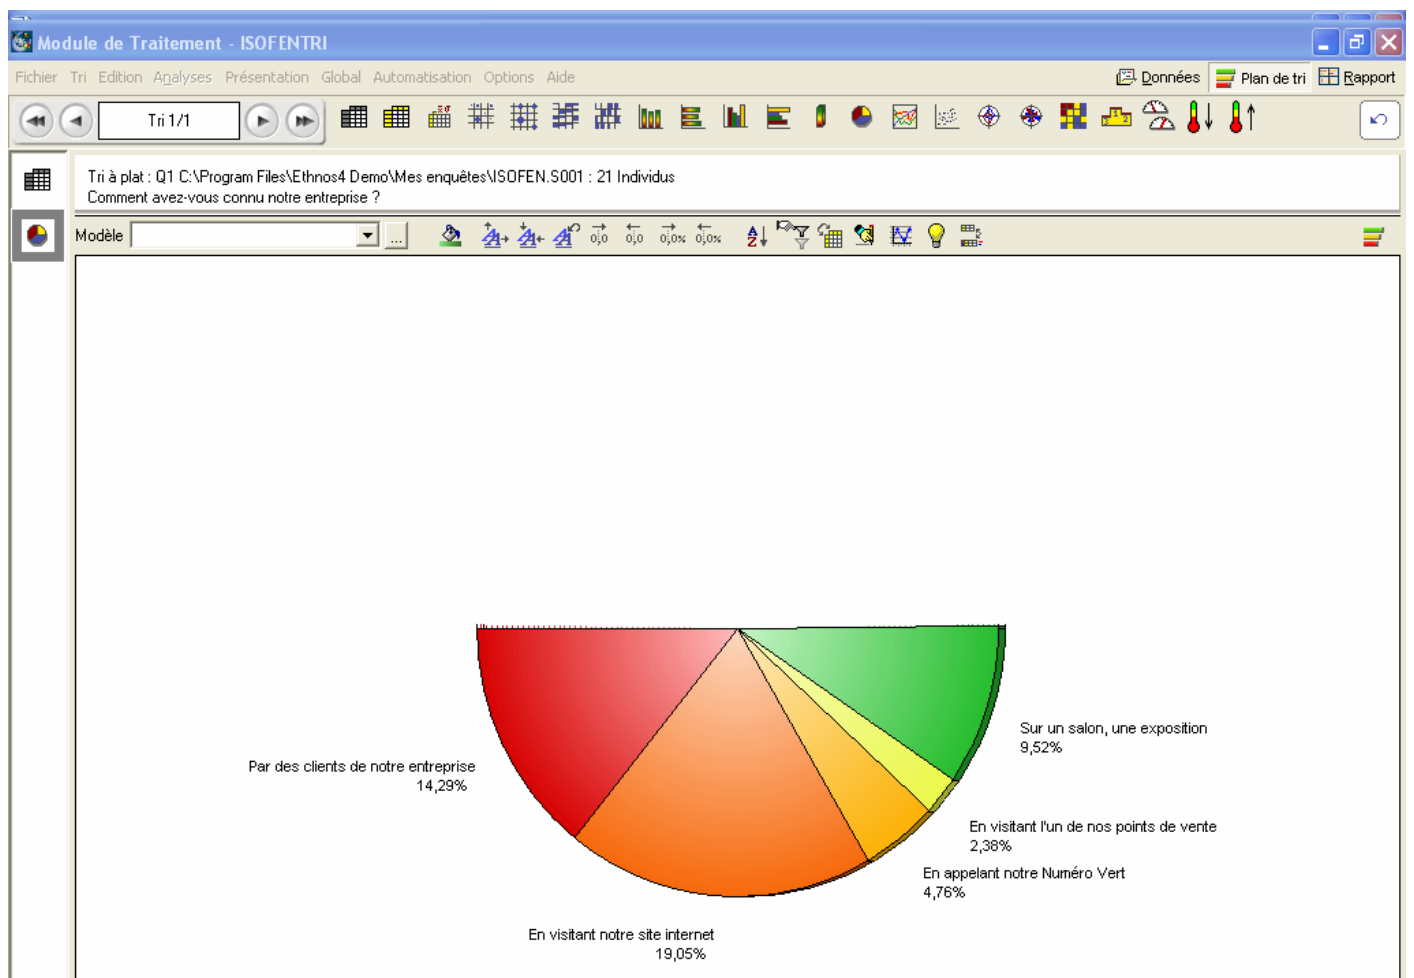 Module de Traitement - ISOFENTRI
Fichier Tri Edition Analyses Présentation Global Automatisation Options Aide
Données Plan de tri Rapport
Tri 1/1
Tri à plat : Q1 C:\Program Files\Ethnos4 Demo\Mes enquêtes\ISOFEN.S001 : 21 Individus
Comment avez-vous connu notre entreprise ?
Modèle ...
Sur un salon, une exposition
9,52%
Par des clients de notre entreprise
14,29%
En visitant l'un de nos points de vente
2,38%
En appelant notre Numéro Vert
4,76%
En visitant notre site internet
19,05%